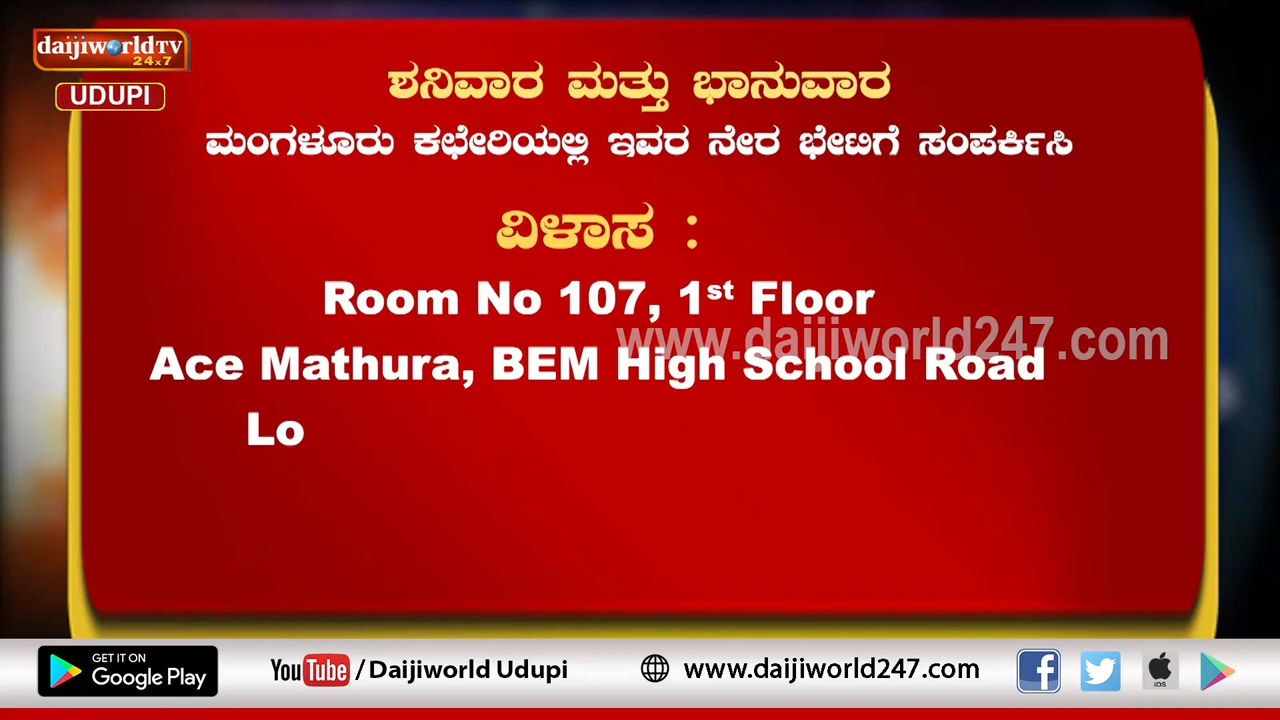 daijiworldTV
24x7
UDUPI
ಶನಿವಾರ ಮತ್ತು ಭಾನುವಾರ
ಮಂಗಳೂರು ಕಛೇರಿಯಲ್ಲಿ ಇವರ ನೇರ ಭೇಟಿಗೆ ಸಂಪರ್ಕಿಸಿ
ವಿಳಾಸ :
Room No 107, 1st Floor
www.daijiworld247.com
Ace Mathura, BEM High School Road
Lo
GET IT ON
Google Play
YouTube / Daijiworld Udupi
www.daijiworld247.com
iOS